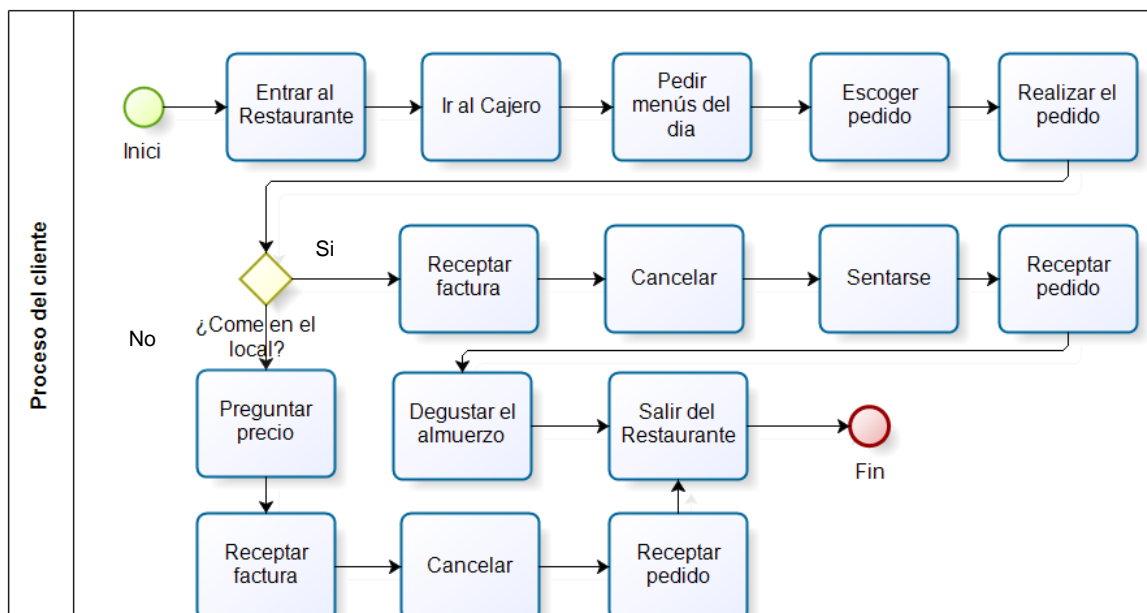 Proceso del cliente
Inici
Entrar al
Restaurante
Ir al Cajero
Pedir
menús del
dia
Escoger
pedido
Realizar el
pedido
¿Come en el
local?
Si
Receptar
factura
Cancelar
Sentarse
Receptar
pedido
No
Preguntar
precio
Degustar el
almuerzo
Salir del
Restaurante
Fin
Receptar
factura
Cancelar
Receptar
pedido